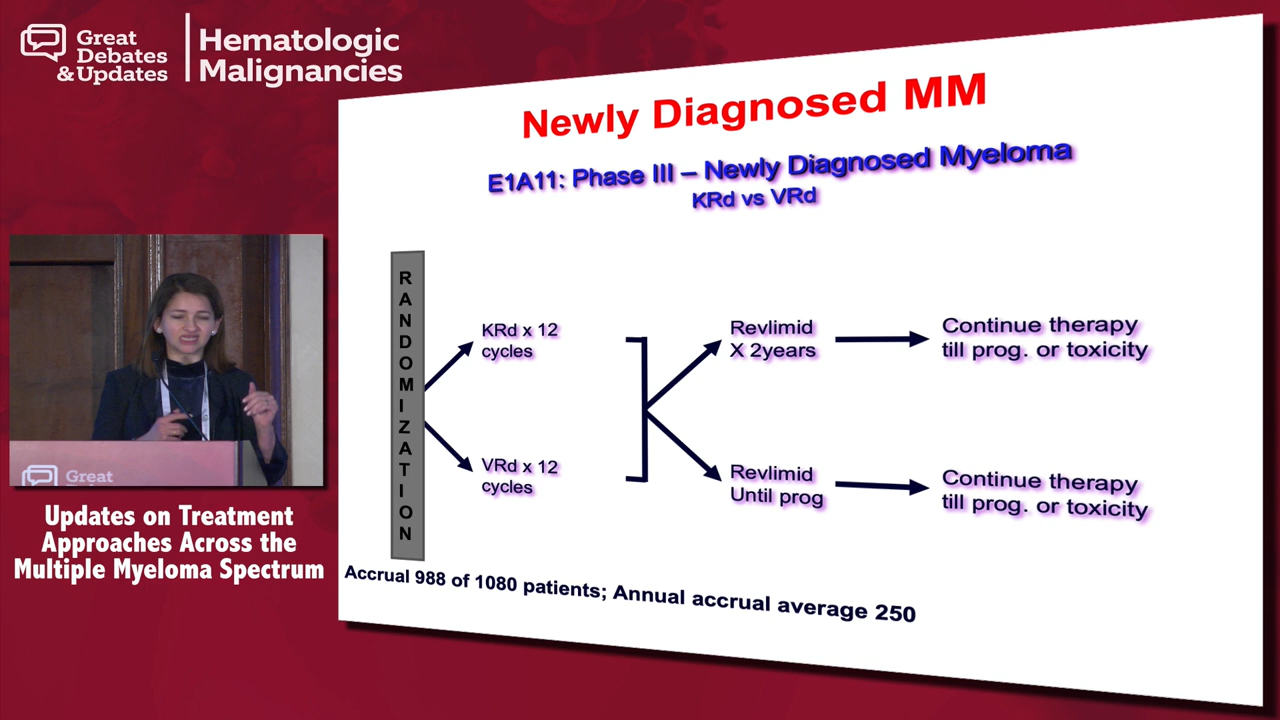 Great
Debates
& Updates
Hematologic
Malignancies
Newly Diagnosed MM
E1A11: Phase III – Newly Diagnosed Myeloma
KRd vs VRd
RANDOMIZATION
KRd x 12
cycles
Revlimid
X 2years
Continue therapy
till prog. or toxicity
VRd x 12
cycles
Revlimid
Until prog
Continue therapy
till prog. or toxicity
Accrual 988 of 1080 patients; Annual accrual average 250
Great
Updates on Treatment
Approaches Across the
Multiple Myeloma Spectrum